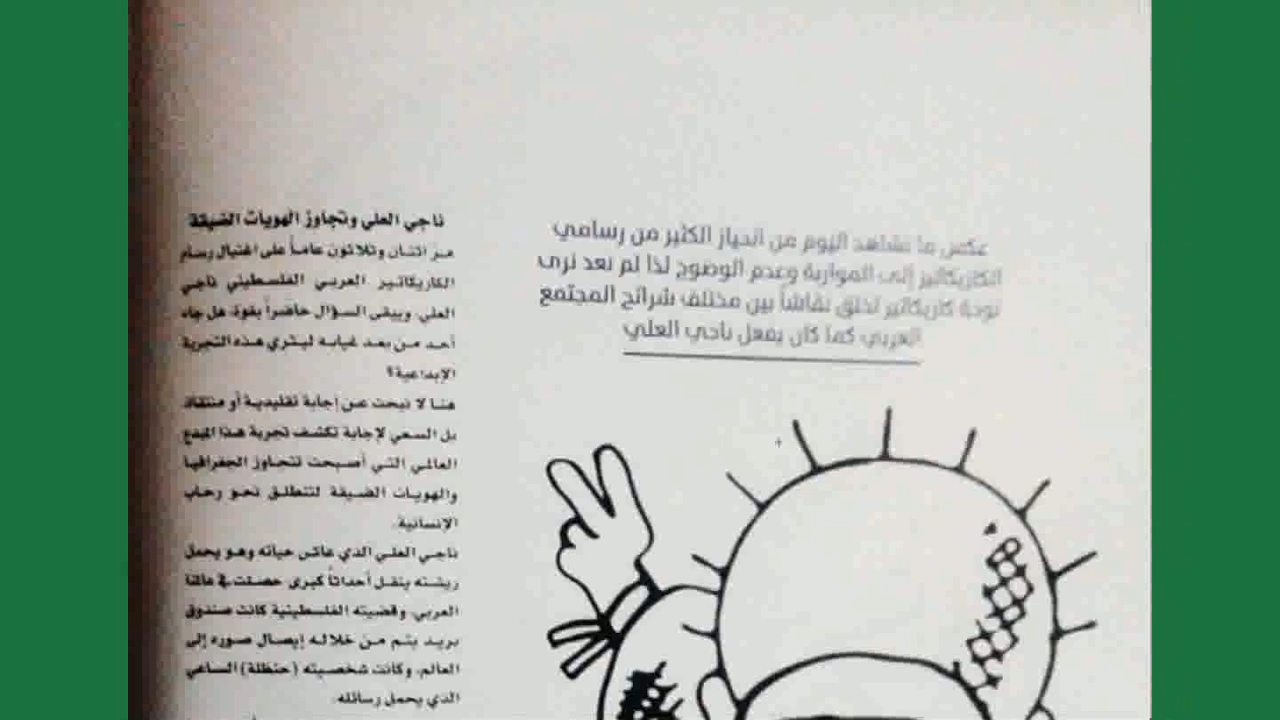 عكس ما نشاهد اليوم من انحياز الكثير من رسامي
الكاريكاتير إلى المواربة وعدم الوضوح لذا لم نعد نرى
لوحة كاريكاتير تخلق نقاشاً بين مختلف شرائح المجتمع
العربي كما كان يفعل ناجي العلي
ناجي العلي وتجاوز الهويات الضيقة
مر اثنان وثلاثون عاماً على اغتيال رسام
الكاريكاتير العربي الفلسطيني ناجي
العلي، ويبقى السؤال حاضراً بقوة، هل جاء
أحد من بعد غيابه ليثري هذه التجربة
الإبداعية؟
هنا لا نبحث عن إجابة تقليدية أو منتقاة
بل السعي لإجابة تكشف تجربة هذا المبدع
العالمي التي أصبحت تتجاوز الجغرافيا
والهويات الضيقة لتنطلق نحو رحاب
الإنسانية.
ناجي العلي الذي عاش حياته وهو يحمل
ريشته ينقل أحداثاً كبرى حصلت في عالمنا
العربي، وقضيته الفلسطينية كانت صندوق
بريد يتم من خلاله إيصال صوره إلى
العالم، وكانت شخصيته (حنظلة) الساعي
الذي يحمل رسائله.